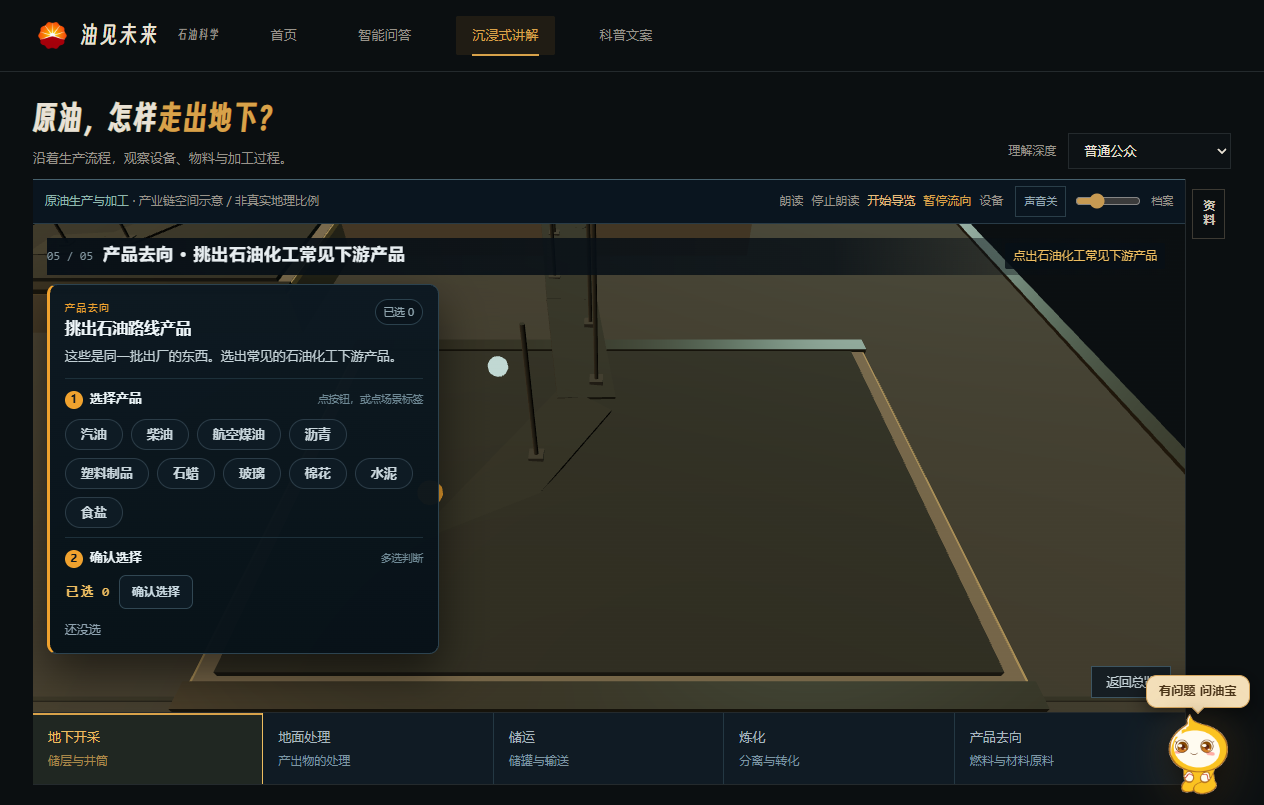 油见未来 石油科学 首页 智能问答 沉浸式讲解 科普文案
原油，怎样走出地下？
沿着生产流程，观察设备、物料与加工过程。
理解深度 普通公众
原油生产与加工 · 产业链空间示意 / 非真实地理比例
朗读 停止朗读 开始导览 暂停流向 设备 声音关 档案
资料
05 / 05 产品去向 • 挑出石油化工常见下游产品
点出石油化工常见下游产品
产品去向
挑出石油路线产品
已选 0
这些是同一批出厂的东西。选出常见的石油化工下游产品。
1 选择产品 点按钮，或点场景标签
汽油 柴油 航空煤油 沥青
塑料制品 石蜡 玻璃 棉花 水泥
食盐
2 确认选择 多选判断
已选 0 确认选择
还没选
返回总
有问题 问油宝
地下开采 地面处理 储运 炼化 产品去向
储层与井筒 产出物的处理 储罐与输送 分离与转化 燃料与材料原料